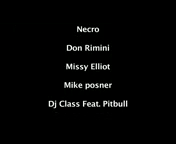 Necro
Don Rimini
Missy Elliot
Mike posner
Dj Class Feat. Pitbull